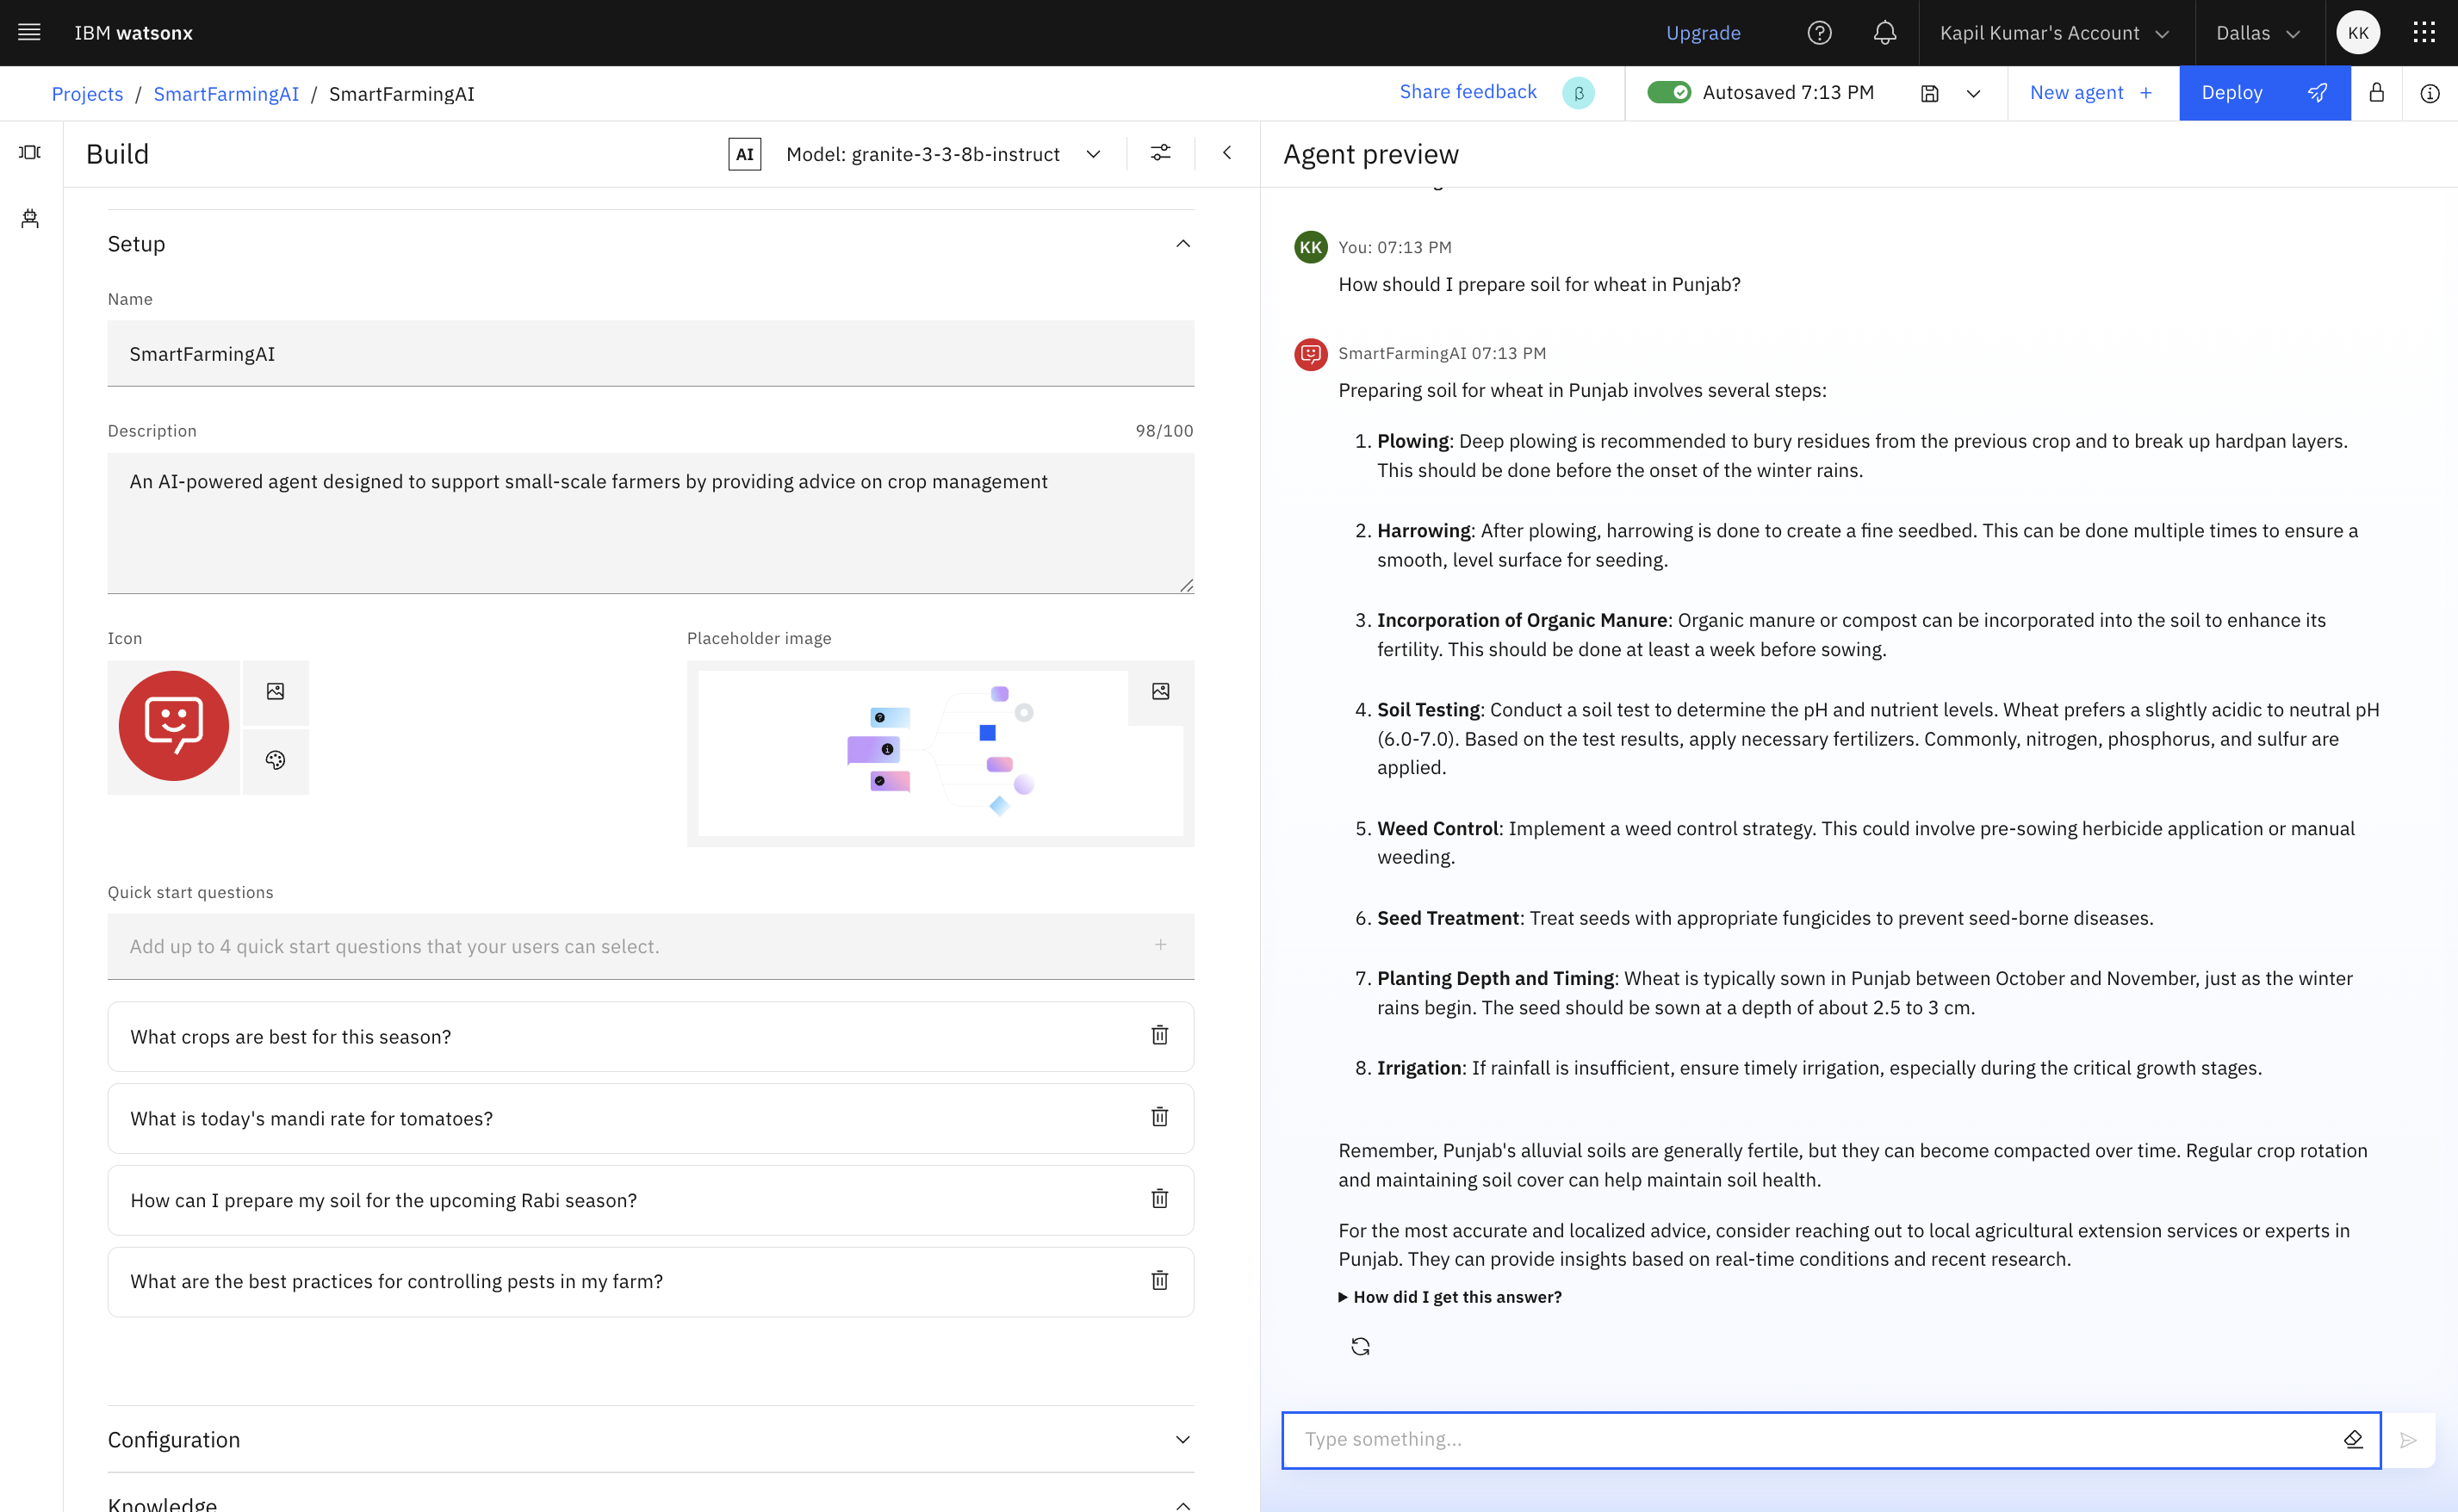 IBM watsonx
Upgrade
Kapil Kumar's Account
Dallas
KK
Projects / SmartFarmingAI / SmartFarmingAI
Share feedback
β
Autosaved 7:13 PM
New agent +
Deploy
Build
AI
Model: granite-3-3-8b-instruct
Setup
Name
SmartFarmingAI
Description
98/100
An AI-powered agent designed to support small-scale farmers by providing advice on crop management
Icon
Placeholder image
Quick start questions
Add up to 4 quick start questions that your users can select.
What crops are best for this season?
What is today's mandi rate for tomatoes?
How can I prepare my soil for the upcoming Rabi season?
What are the best practices for controlling pests in my farm?
Configuration
Knowledge
Agent preview
KK
You: 07:13 PM
How should I prepare soil for wheat in Punjab?
SmartFarmingAI 07:13 PM
Preparing soil for wheat in Punjab involves several steps:
1. Plowing: Deep plowing is recommended to bury residues from the previous crop and to break up hardpan layers.
This should be done before the onset of the winter rains.
2. Harrowing: After plowing, harrowing is done to create a fine seedbed. This can be done multiple times to ensure a
smooth, level surface for seeding.
3. Incorporation of Organic Manure: Organic manure or compost can be incorporated into the soil to enhance its
fertility. This should be done at least a week before sowing.
4. Soil Testing: Conduct a soil test to determine the pH and nutrient levels. Wheat prefers a slightly acidic to neutral pH
(6.0-7.0). Based on the test results, apply necessary fertilizers. Commonly, nitrogen, phosphorus, and sulfur are
applied.
5. Weed Control: Implement a weed control strategy. This could involve pre-sowing herbicide application or manual
weeding.
6. Seed Treatment: Treat seeds with appropriate fungicides to prevent seed-borne diseases.
7. Planting Depth and Timing: Wheat is typically sown in Punjab between October and November, just as the winter
rains begin. The seed should be sown at a depth of about 2.5 to 3 cm.
8. Irrigation: If rainfall is insufficient, ensure timely irrigation, especially during the critical growth stages.
Remember, Punjab's alluvial soils are generally fertile, but they can become compacted over time. Regular crop rotation
and maintaining soil cover can help maintain soil health.
For the most accurate and localized advice, consider reaching out to local agricultural extension services or experts in
Punjab. They can provide insights based on real-time conditions and recent research.
How did I get this answer?
Type something...